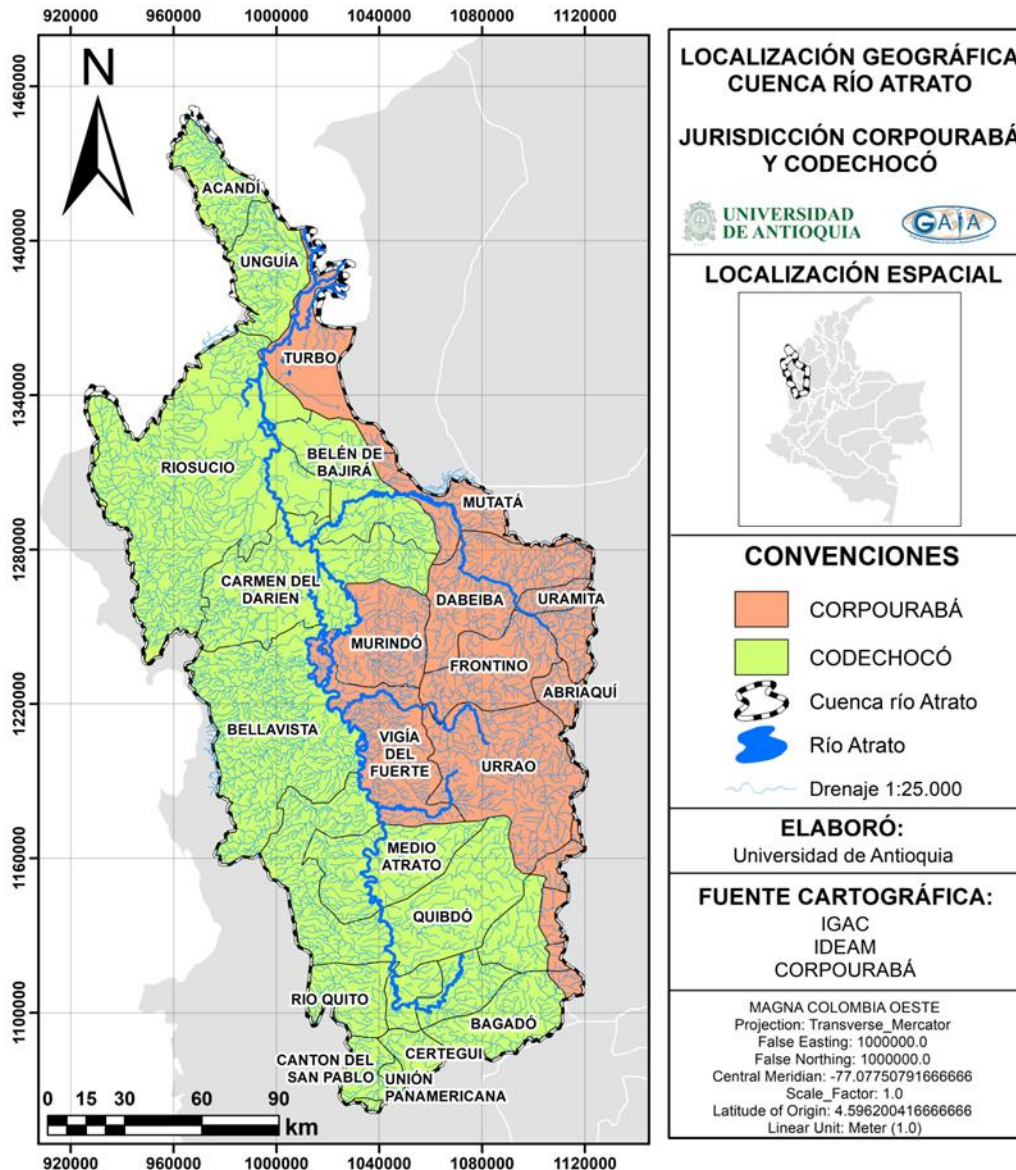 920000 960000 1000000 1040000 1080000 1120000
1460000
1400000
1340000
1280000
1220000
1160000
1100000
N
ACANDÍ
UNGUÍA
TURBO
RIOSUCIO
BELÉN DE
BAJIRÁ
MUTATÁ
CARMEN DEL
DARIEN
DABEIBA
URAMITA
MURINDÓ
FRONTINO
ABRIAQUÍ
BELLAVISTA
VIGÍA
DEL
FUERTE
URRAO
MEDIO
ATRATO
QUIBDÓ
RIO QUITO
BAGADÓ
CERTEGUI
CANTON DEL
SAN PABLO
UNIÓN
PANAMERICANA
0 15 30 60 90
km
920000 960000 1000000 1040000 1080000 1120000
LOCALIZACIÓN GEOGRÁFICA
CUENCA RÍO ATRATO
JURISDICCIÓN CORPOURABÁ
Y CODECHOCÓ
UNIVERSIDAD
DE ANTIOQUIA
GAIA
LOCALIZACIÓN ESPACIAL
CONVENCIONES
CORPOURABÁ
CODECHOCÓ
Cuenca río Atrato
Río Atrato
Drenaje 1:25.000
ELABORÓ:
Universidad de Antioquia
FUENTE CARTOGRÁFICA:
IGAC
IDEAM
CORPOURABÁ
MAGNA COLOMBIA OESTE
Projection: Transverse_Mercator
False Easting: 1000000.0
False Northing: 1000000.0
Central Meridian: -77.07750791666666
Scale_Factor: 1.0
Latitude of Origin: 4.596200416666666
Linear Unit: Meter (1.0)